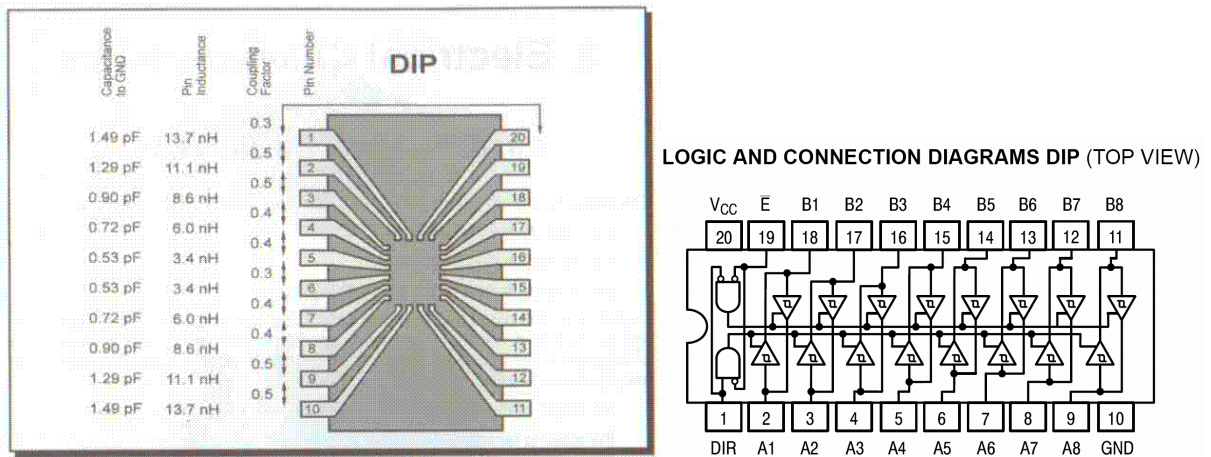 Capacitance
to GND
Pin
Inductance
Coupling
Factor
Pin Number
DIP
0.3
1.49 pF 13.7 nH 1 20
0.5
1.29 pF 11.1 nH 2 19
0.5
0.90 pF 8.6 nH 3 18
0.4
0.72 pF 6.0 nH 4 17
0.4
0.53 pF 3.4 nH 5 16
0.3
0.53 pF 3.4 nH 6 15
0.4
0.72 pF 6.0 nH 7 14
0.4
0.90 pF 8.6 nH 8 13
0.5
1.29 pF 11.1 nH 9 12
0.5
1.49 pF 13.7 nH 10 11
LOGIC AND CONNECTION DIAGRAMS DIP (TOP VIEW)
VCC E̅ B1 B2 B3 B4 B5 B6 B7 B8
20 19 18 17 16 15 14 13 12 11
1 2 3 4 5 6 7 8 9 10
DIR A1 A2 A3 A4 A5 A6 A7 A8 GND